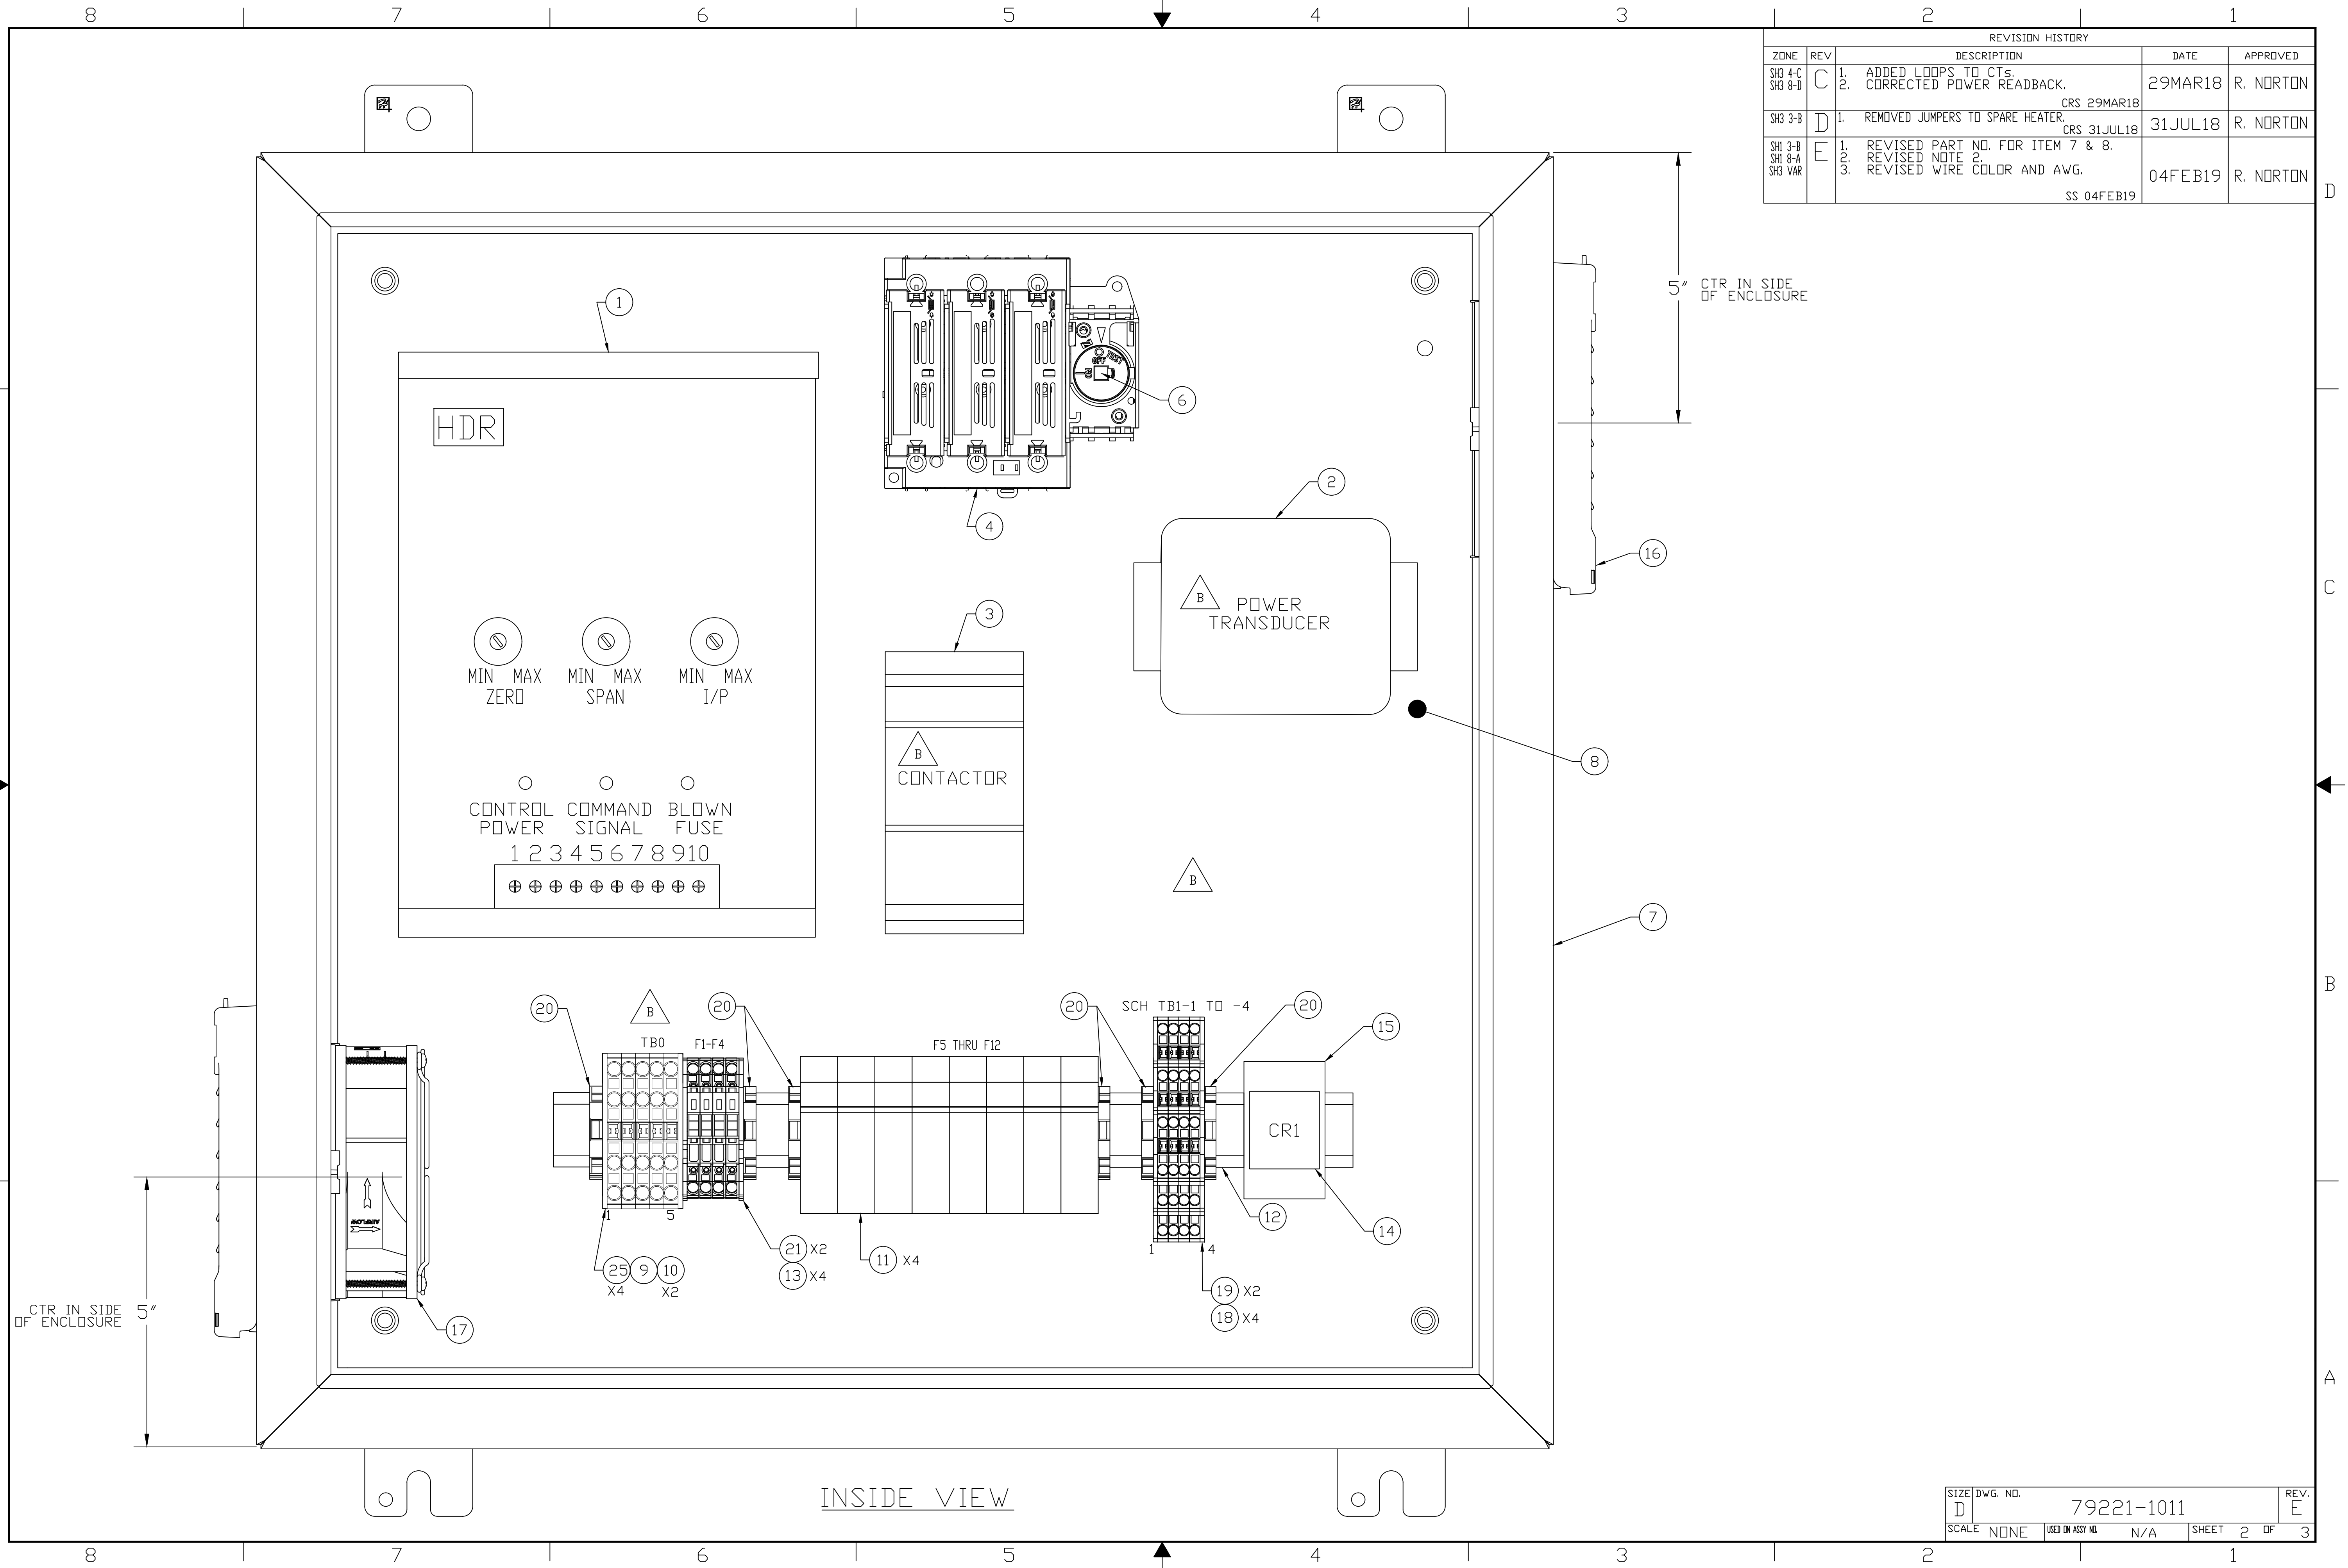 8 7 6 5 4 3 2 1
REVISION HISTORY
ZONE REV DESCRIPTION DATE APPROVED
SH3 4-C C 1. ADDED LOOPS TO CTs. 29MAR18 R. NORTON
SH3 8-D 2. CORRECTED POWER READBACK.
CRS 29MAR18
SH3 3-B D 1. REMOVED JUMPERS TO SPARE HEATER. 31JUL18 R. NORTON
CRS 31JUL18
SH1 3-B E 1. REVISED PART NO. FOR ITEM 7 & 8. 04FEB19 R. NORTON
SH1 8-A 2. REVISED NOTE 2.
SH3 VAR 3. REVISED WIRE COLOR AND AWG.
SS 04FEB19
D
5" CTR IN SIDE
OF ENCLOSURE
1
TEST
OFF
6
HDR
2
4
16
C
B
POWER
TRANSDUCER
3
MIN MAX MIN MAX MIN MAX
ZERO SPAN I/P
8
B
CONTACTOR
CONTROL COMMAND BLOWN
POWER SIGNAL FUSE
1 2 3 4 5 6 7 8 9 10
B
7
B
20 B 20 20 SCH TB1-1 TO -4 20
15
TB0 F1-F4 F5 THRU F12
CR1
AIRFLOW
1 5
12
14
21 X2
11 X4
1 4
25 9 10
13 X4
X4 X2
19 X2
18 X4
CTR IN SIDE 5"
OF ENCLOSURE
17
A
INSIDE VIEW
SIZE DWG. NO. REV.
D 79221-1011 E
SCALE NONE USED ON ASSY NO. N/A SHEET 2 OF 3
8 7 6 5 4 3 2 1